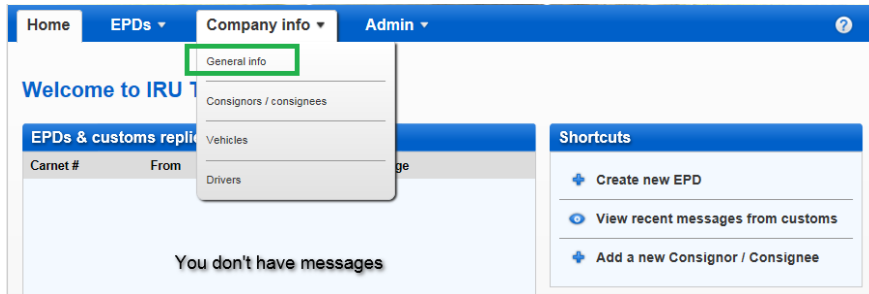 Home EPDs Company info Admin
General info
Welcome to IRU T
Consignors / consignees
EPDs & customs repli
Shortcuts
Vehicles
Carnet # From ge
Drivers
Create new EPD
View recent messages from customs
You don't have messages
Add a new Consignor / Consignee